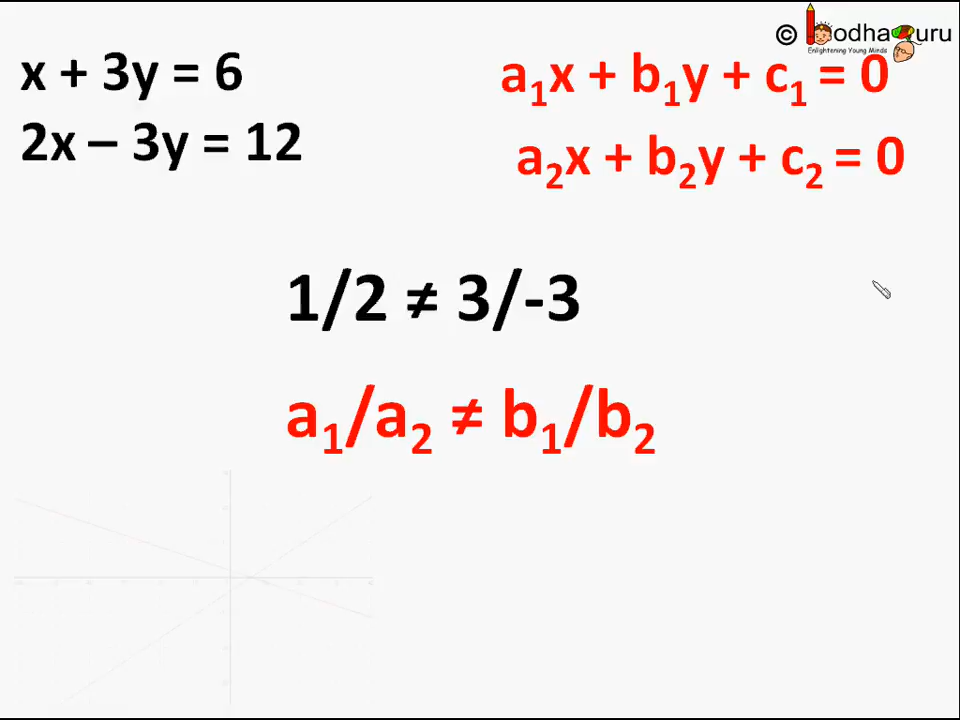 © BodhaGuru
Enlightening Young Minds
x + 3y = 6
2x – 3y = 12
a₁x + b₁y + c₁ = 0
a₂x + b₂y + c₂ = 0
1/2 ≠ 3/-3
a₁/a₂ ≠ b₁/b₂